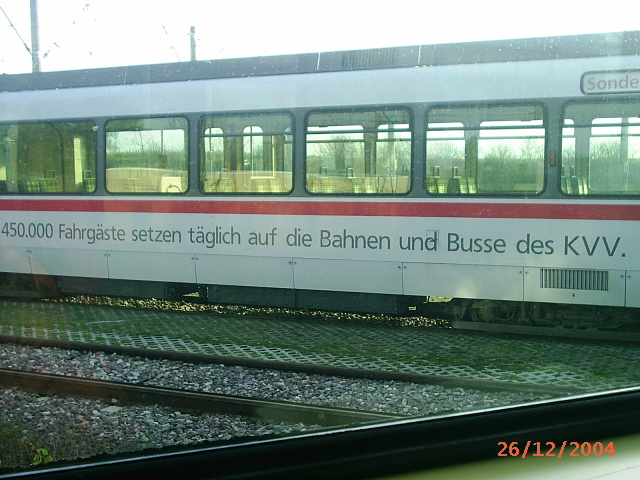 Sonde
450.000 Fahrgäste setzen täglich auf die Bahnen und Busse des KVV.
26/12/2004